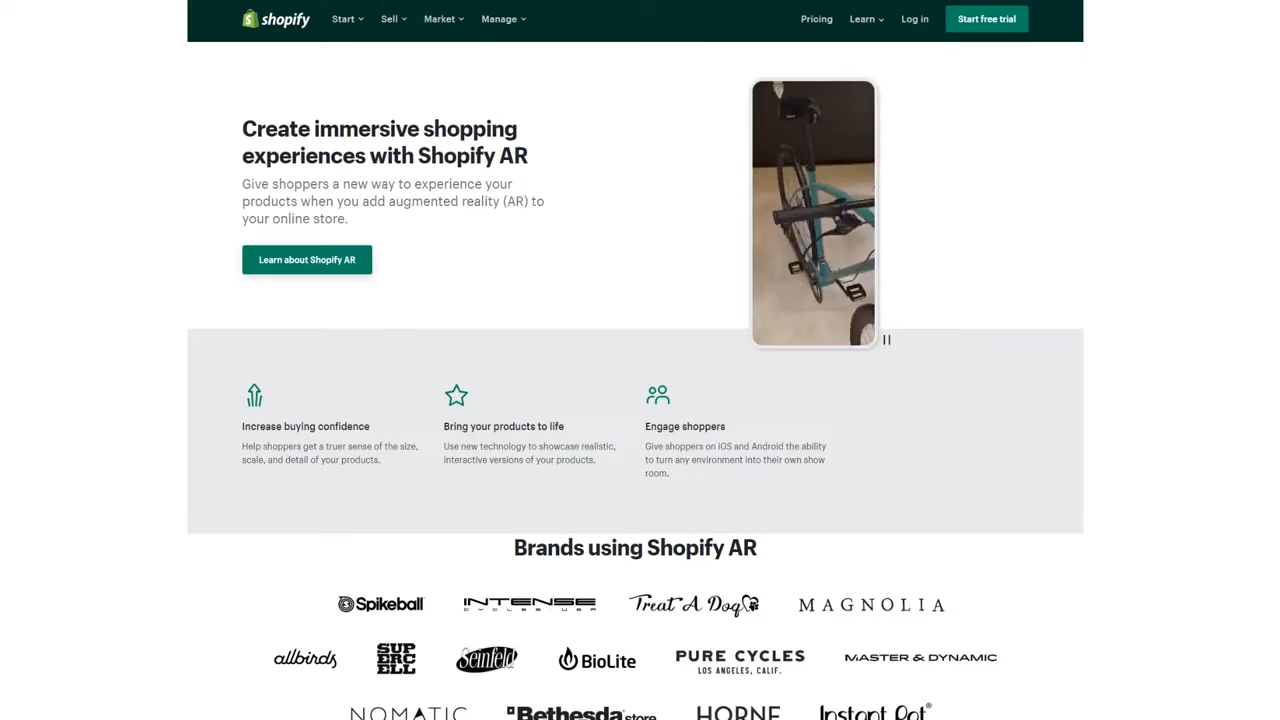 shopify
Start Sell Market Manage Pricing Learn Log in Start free trial
Create immersive shopping
experiences with Shopify AR
Give shoppers a new way to experience your
products when you add augmented reality (AR) to
your online store.
Learn about Shopify AR
Increase buying confidence
Help shoppers get a truer sense of the size,
scale, and detail of your products.
Bring your products to life
Use new technology to showcase realistic,
interactive versions of your products.
Engage shoppers
Give shoppers on iOS and Android the ability
to turn any environment into their own show
room.
Brands using Shopify AR
Spikeball INTENSE CYCLES USA Treat A Dog MAGNOLIA
allbirds SUPERCELL Seinfeld BioLite PURE CYCLES MASTER & DYNAMIC
LOS ANGELES, CALIF.
NOMATIC Bethesda store HORNE Instant Pot®